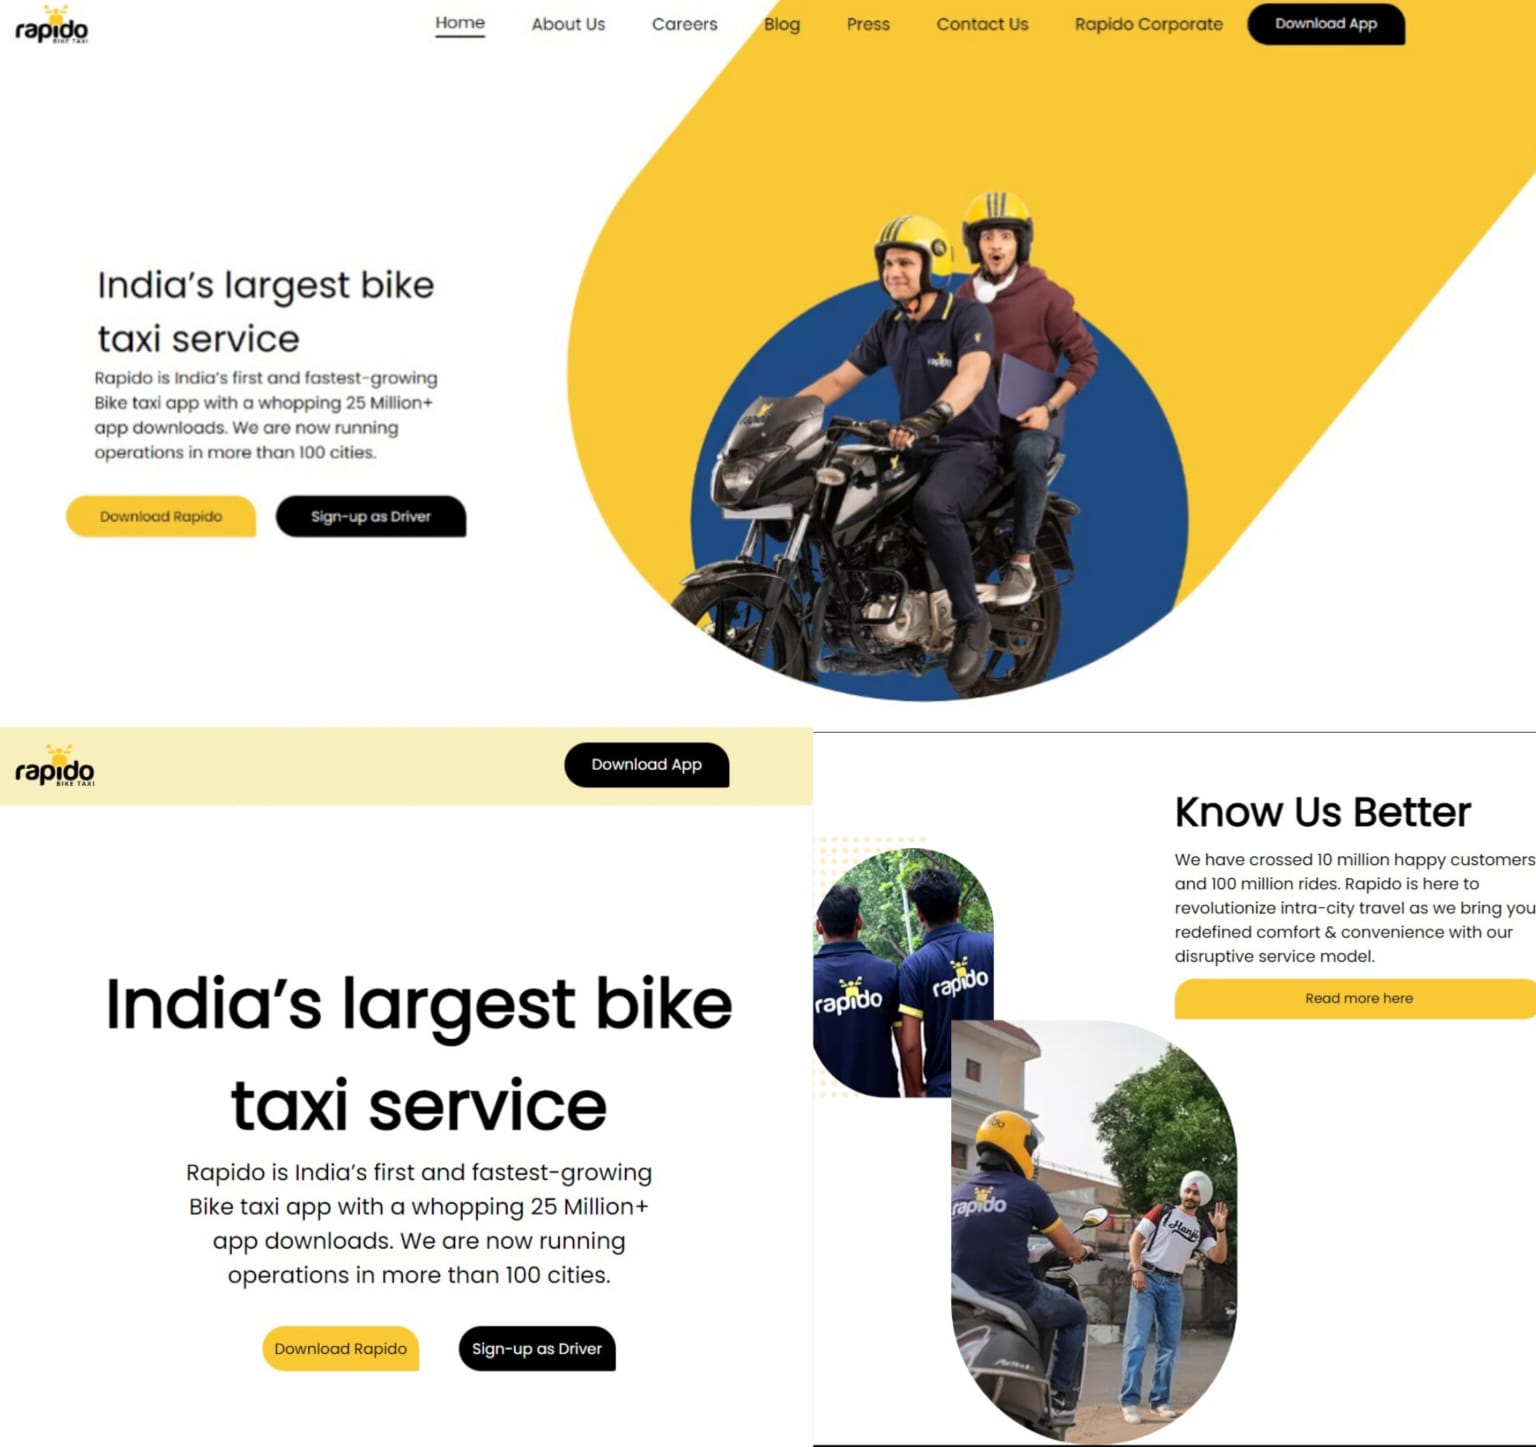 rapido
BIKE TAXI
Home About Us Careers Blog Press Contact Us Rapido Corporate Download App
India's largest bike
taxi service
Rapido is India's first and fastest-growing
Bike taxi app with a whopping 25 Million+
app downloads. We are now running
operations in more than 100 cities.
Download Rapido Sign-up as Driver
rapido
rapido
rapido
BIKE TAXI
Download App
India's largest bike
taxi service
Rapido is India's first and fastest-growing
Bike taxi app with a whopping 25 Million+
app downloads. We are now running
operations in more than 100 cities.
Download Rapido Sign-up as Driver
Know Us Better
We have crossed 10 million happy customers
and 100 million rides. Rapido is here to
revolutionize intra-city travel as we bring you
redefined comfort & convenience with our
disruptive service model.
Read more here
rapido
rapido
rapido
Hanji